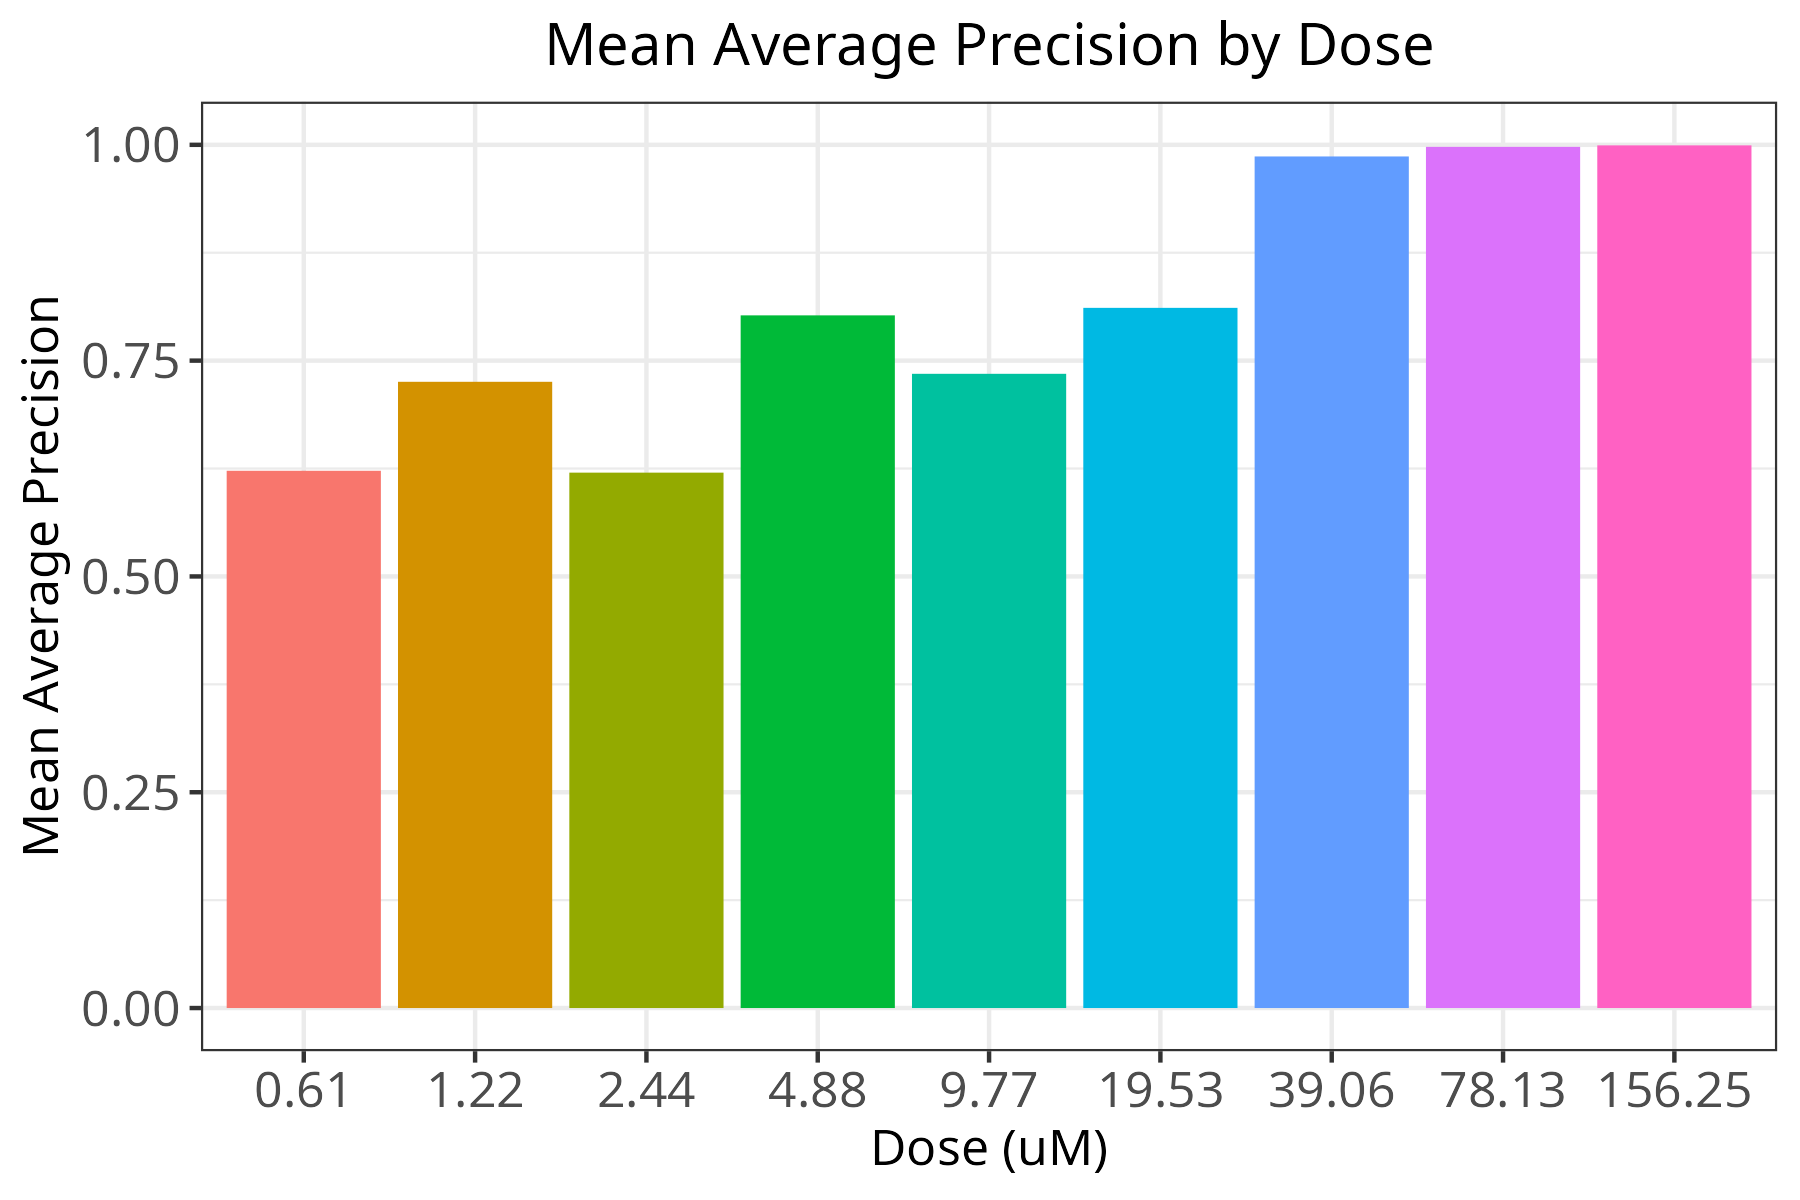 Mean Average Precision by Dose
Mean Average Precision
1.00
0.75
0.50
0.25
0.00
0.61 1.22 2.44 4.88 9.77 19.53 39.06 78.13 156.25
Dose (uM)